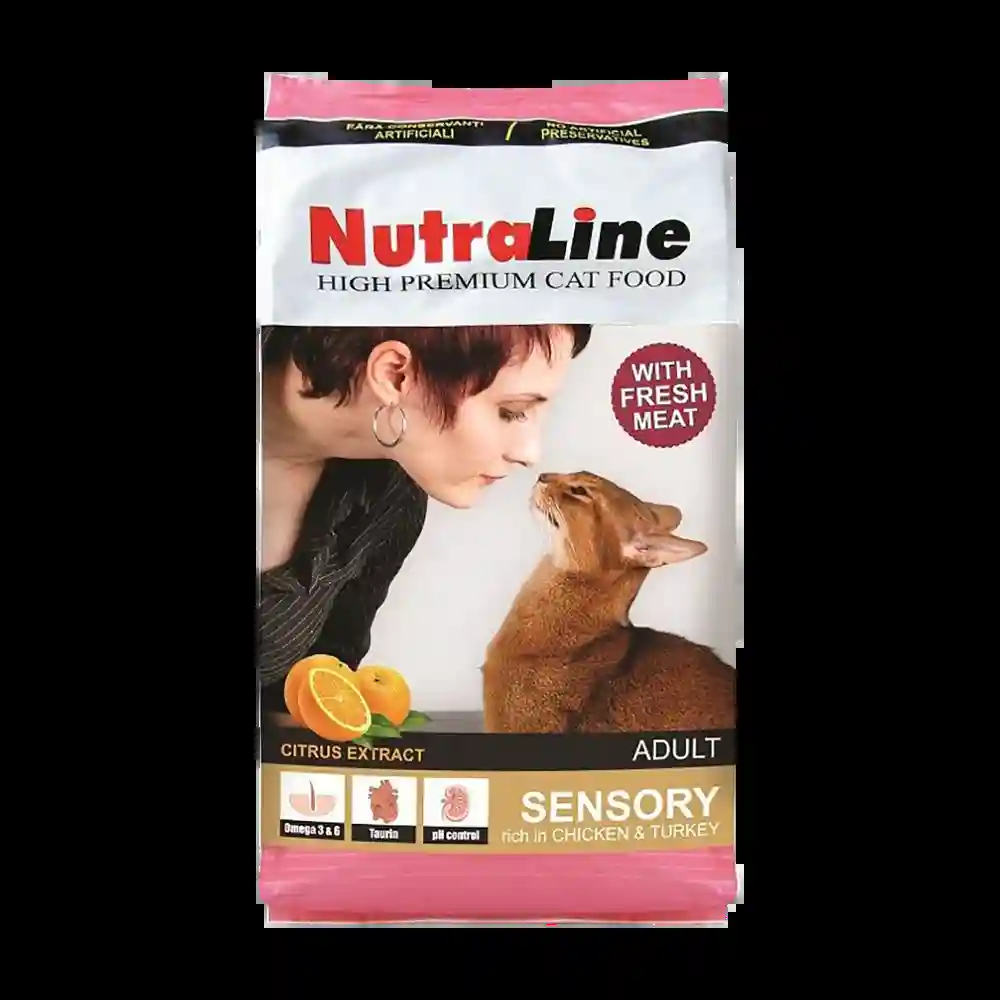 FĂRĂ CONSERVANȚI
ARTIFICIALI
/
NO ARTIFICIAL
PRESERVATIVES
NutraLine
HIGH PREMIUM CAT FOOD
WITH
FRESH
MEAT
CITRUS EXTRACT
ADULT
Omega 3 & 6
Taurin
pH control
SENSORY
rich in CHICKEN & TURKEY